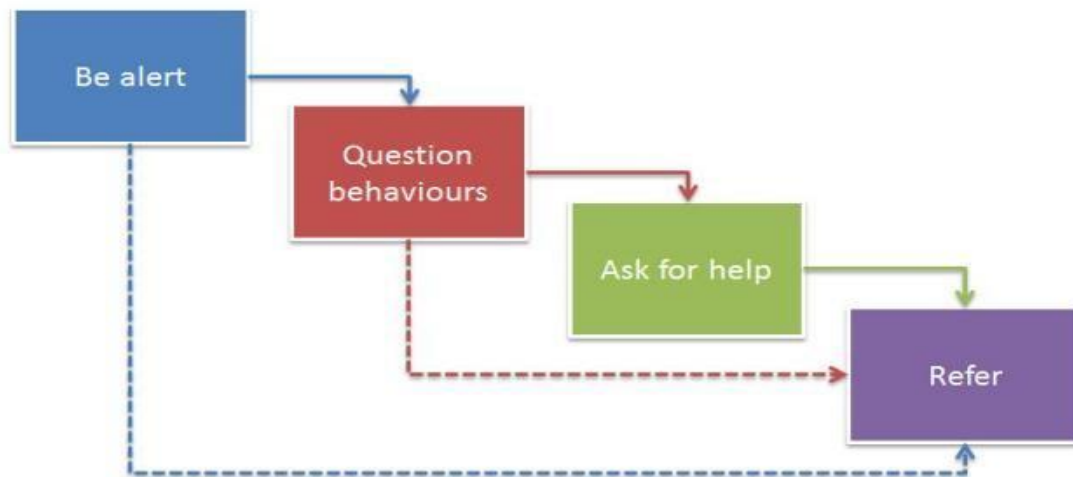 Be alert
Question
behaviours
Ask for help
Refer